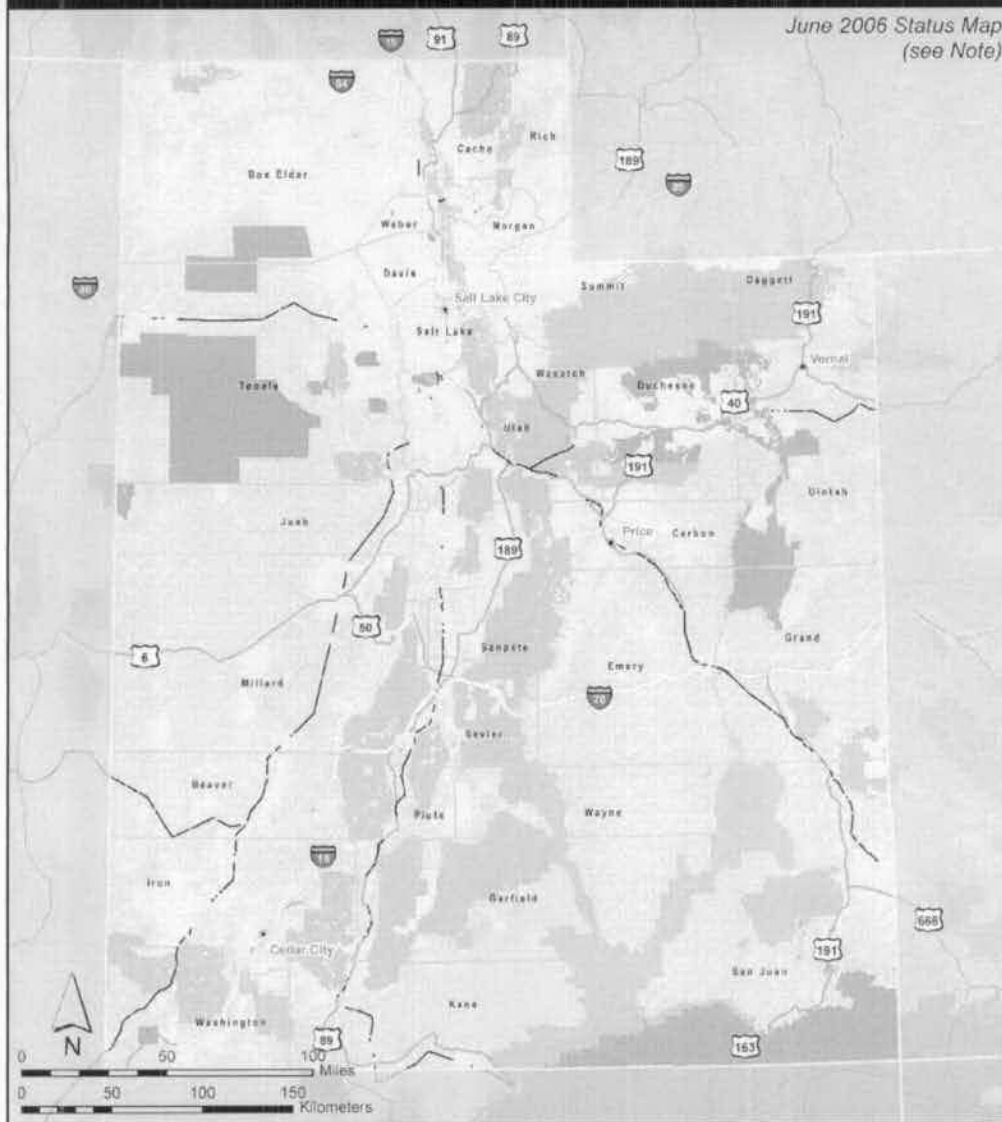 June 2006 Status Map
(see Note)
91
89
84
Rich
Cache
189
Box Elder
Weber
Morgan
Davis
Summit
Daggett
80
Salt Lake City
191
Salt Lake
Vernal
Wasatch
Tooele
Duchesne
40
Utah
191
Uintah
Juab
Price
Carbon
189
50
Grand
6
Sanpete
Emery
Millard
70
Sevier
Beaver
Piute
Wayne
15
Iron
Garfield
666
Cedar City
191
San Juan
Kane
N
Washington
89
163
0 50 100
Miles
0 50 100 150
Kilometers